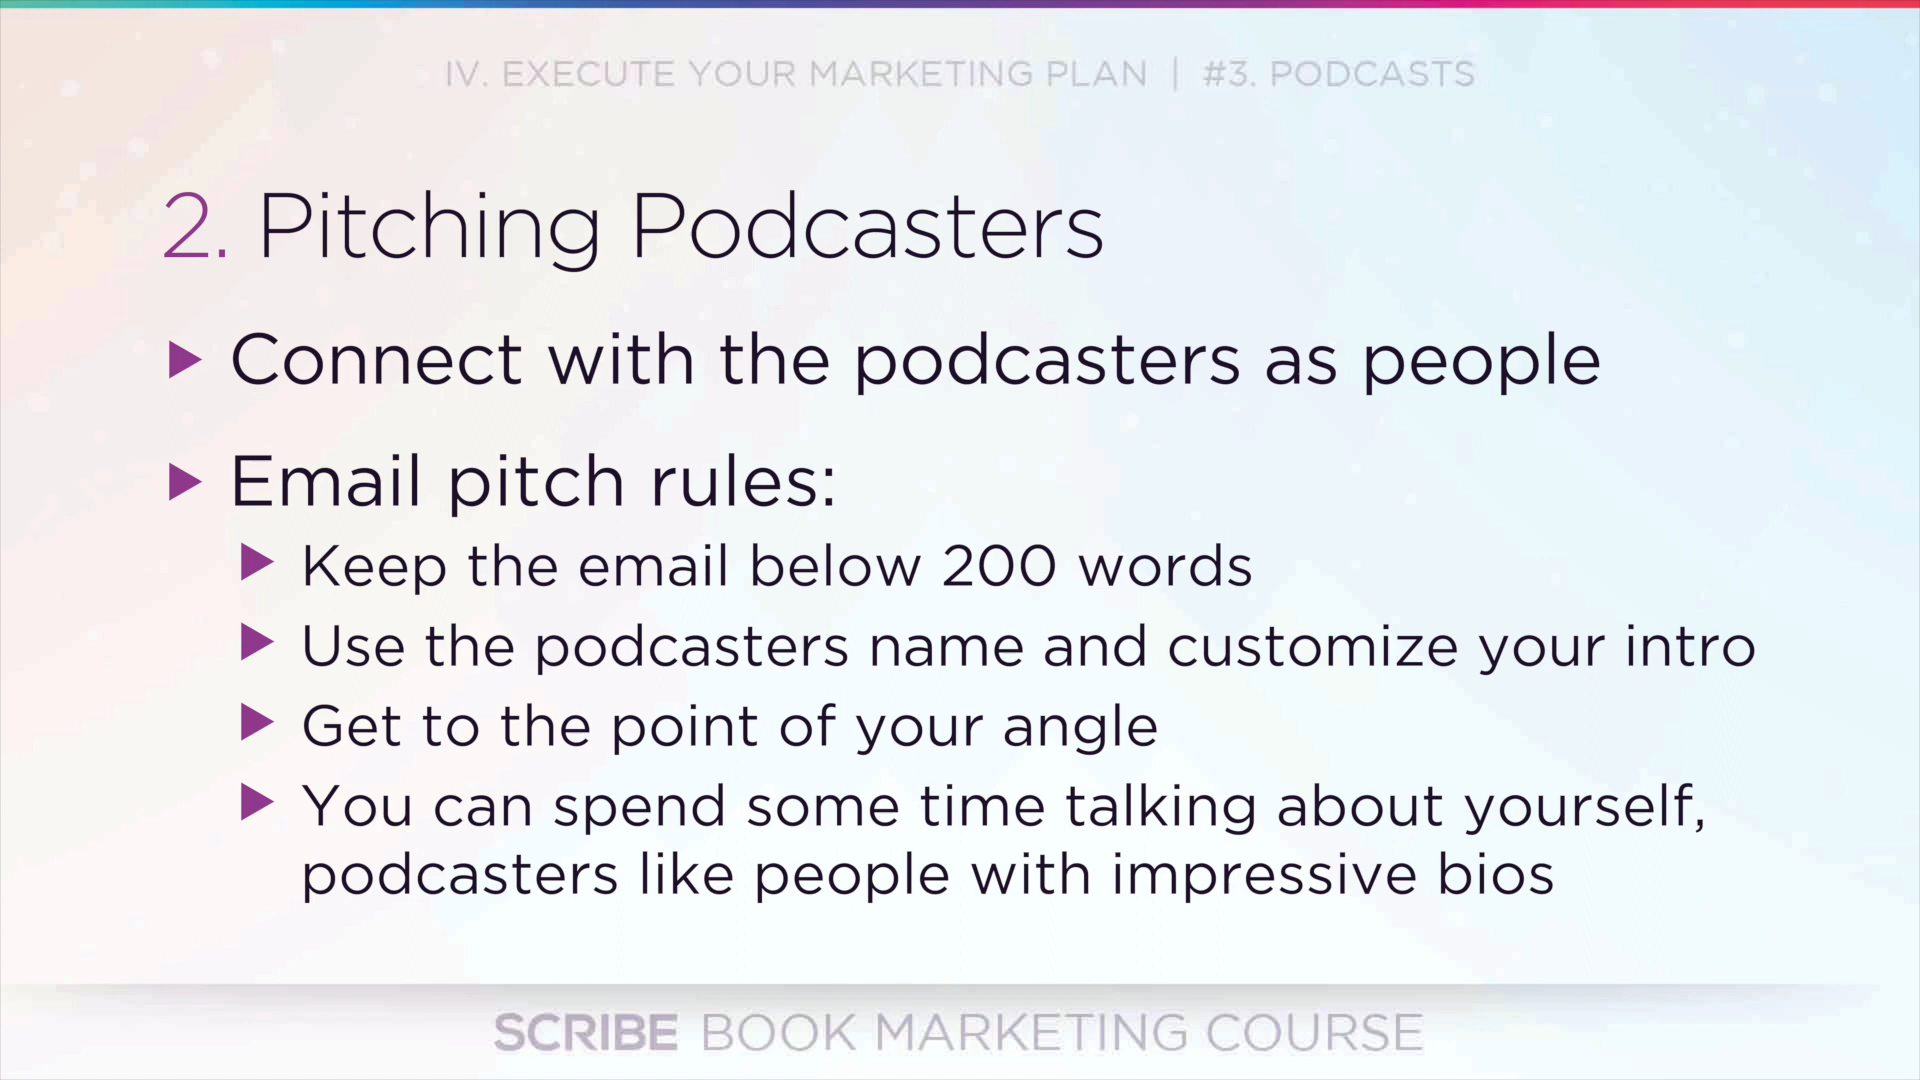 IV. EXECUTE YOUR MARKETING PLAN | #3. PODCASTS
2. Pitching Podcasters
▶ Connect with the podcasters as people
▶ Email pitch rules:
▶ Keep the email below 200 words
▶ Use the podcasters name and customize your intro
▶ Get to the point of your angle
▶ You can spend some time talking about yourself,
podcasters like people with impressive bios
SCRIBE BOOK MARKETING COURSE